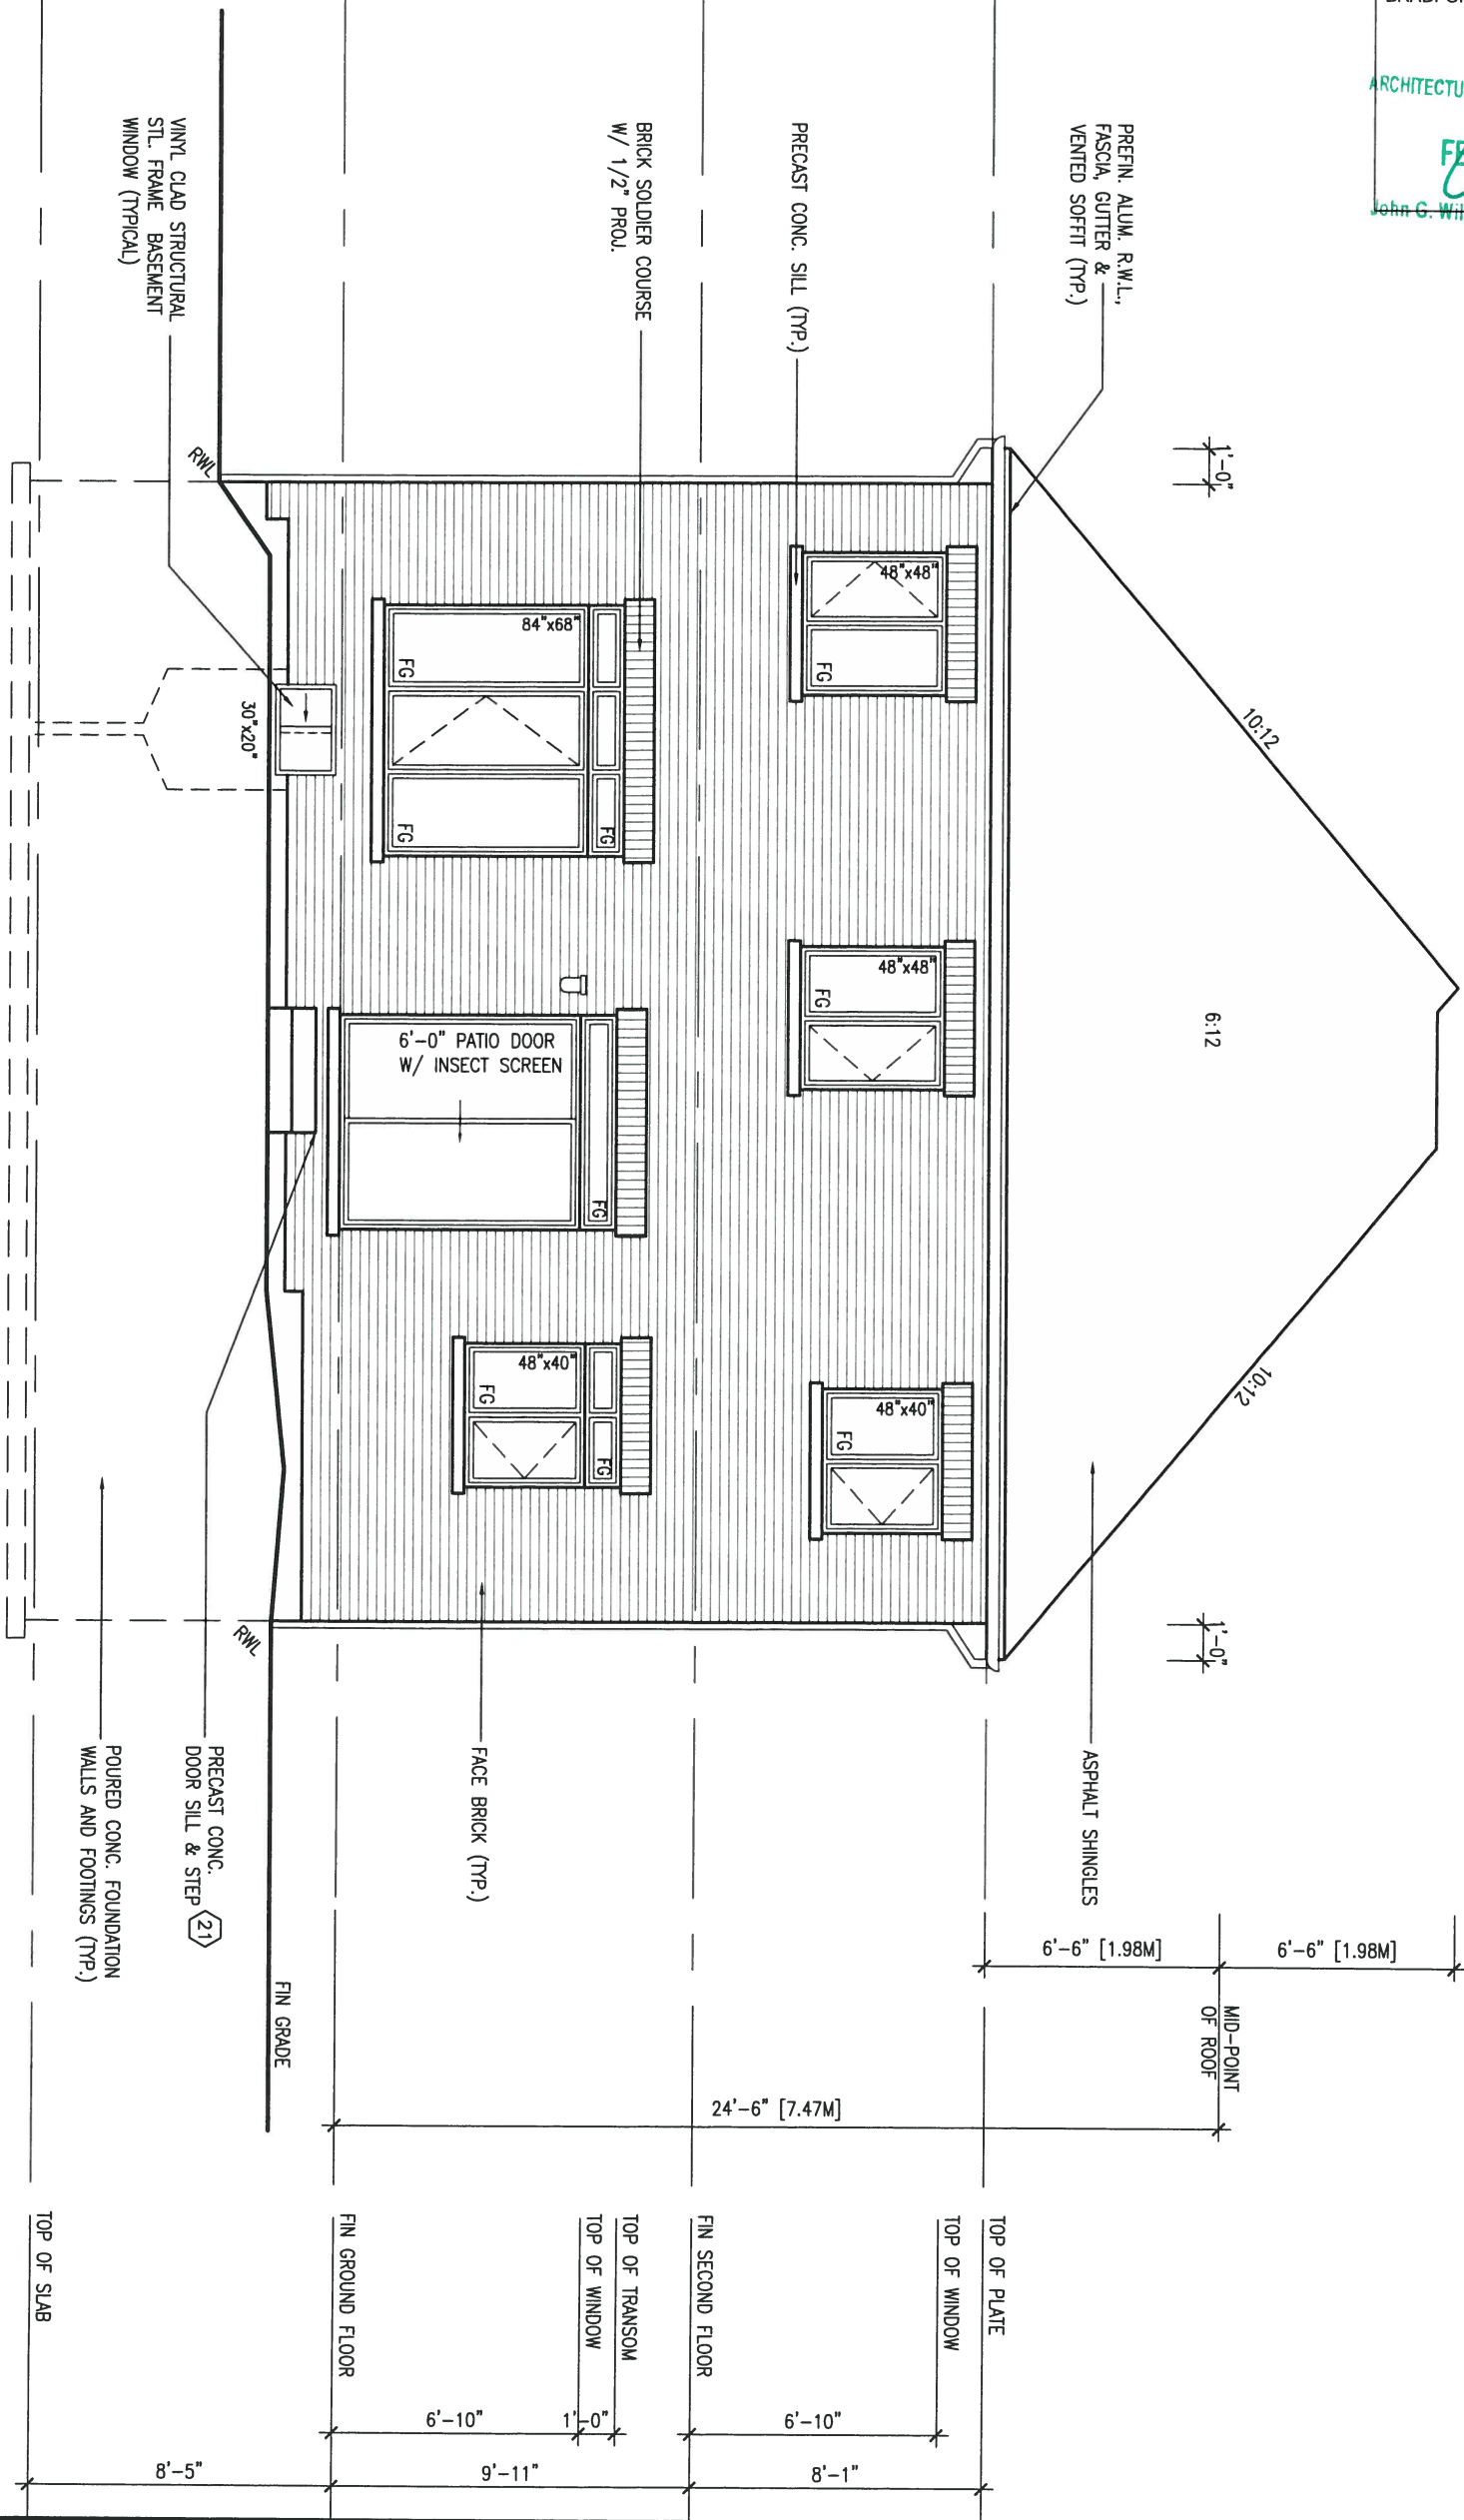 ARCHITECTU
John G. Wil
PREFIN. ALUM. R.W.L.,
FASCIA, GUTTER &
VENTED SOFFIT (TYP.)
PRECAST CONC. SILL (TYP.)
BRICK SOLDIER COURSE
W/ 1/2" PROJ.
VINYL CLAD STRUCTURAL
STL. FRAME BASEMENT
WINDOW (TYPICAL)
1'-0"
10:12
6:12
10:12
1'-0"
48"x48"
FG
48"x48"
FG
48"x40"
FG
84"x68"
FG
FG
FG
6'-0" PATIO DOOR
W/ INSECT SCREEN
FG
48"x40"
FG
FG
30"x20"
RWL
RWL
ASPHALT SHINGLES
FACE BRICK (TYP.)
PRECAST CONC.
DOOR SILL & STEP 21
POURED CONC. FOUNDATION
WALLS AND FOOTINGS (TYP.)
FIN GRADE
6'-6" [1.98M]
6'-6" [1.98M]
MID-POINT
OF ROOF
24'-6" [7.47M]
TOP OF PLATE
TOP OF WINDOW
FIN SECOND FLOOR
TOP OF TRANSOM
TOP OF WINDOW
FIN GROUND FLOOR
TOP OF SLAB
6'-10"
1'-0"
6'-10"
8'-5"
9'-11"
8'-1"